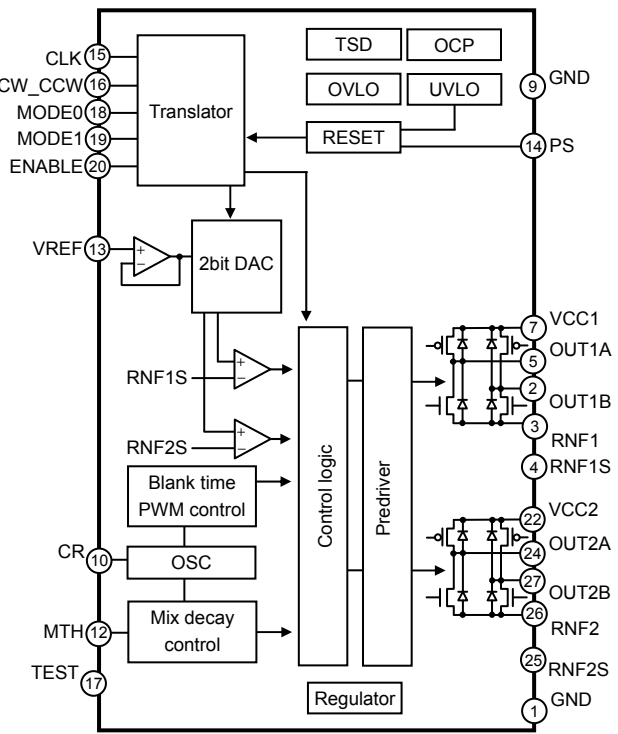 TSD
OCP
15
CLK
CW_CCW
16
Translator
OVLO
UVLO
9
GND
MODE0
18
MODE1
19
RESET
14
PS
ENABLE
20
VREF
13
+
−
2bit DAC
7
VCC1
5
OUT1A
2
OUT1B
3
RNF1
4
RNF1S
RNF1S
+
−
RNF2S
+
−
Control logic
Predriver
Blank time
PWM control
CR
10
OSC
MTH
12
Mix decay
control
TEST
17
22
VCC2
24
OUT2A
27
OUT2B
26
RNF2
25
RNF2S
Regulator
1
GND